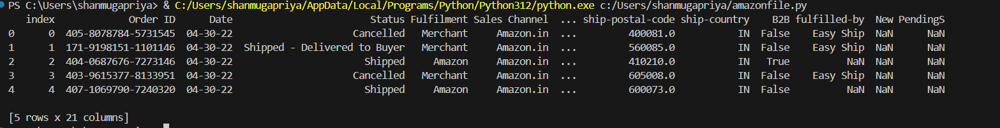 PS C:\Users\shanmugapriya> & C:/Users/shanmugapriya/AppData/Local/Programs/Python/Python312/python.exe c:/Users/shanmugapriya/amazonfile.py
index Order ID Date Status Fulfilment Sales Channel ... ship-postal-code ship-country B2B fulfilled-by New PendingS
0 0 405-8078784-5731545 04-30-22 Cancelled Merchant Amazon.in ... 400081.0 IN False Easy Ship NaN NaN
1 1 171-9198151-1101146 04-30-22 Shipped - Delivered to Buyer Merchant Amazon.in ... 560085.0 IN False Easy Ship NaN NaN
2 2 404-0687676-7273146 04-30-22 Shipped Amazon Amazon.in ... 410210.0 IN True NaN NaN NaN
3 3 403-9615377-8133951 04-30-22 Cancelled Merchant Amazon.in ... 605008.0 IN False Easy Ship NaN NaN
4 4 407-1069790-7240320 04-30-22 Shipped Amazon Amazon.in ... 600073.0 IN False NaN NaN NaN
[5 rows x 21 columns]